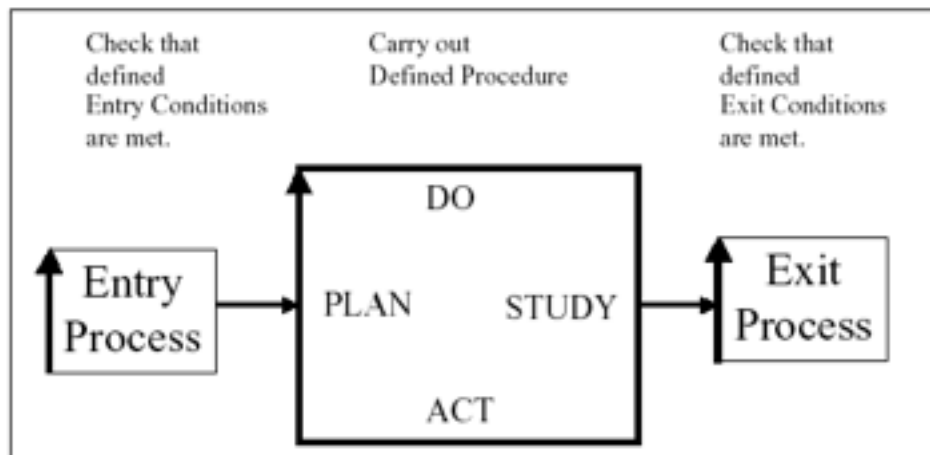 Check that
defined
Entry Conditions
are met.
Carry out
Defined Procedure
Check that
defined
Exit Conditions
are met.
DO
Entry
Process
PLAN
STUDY
ACT
Exit
Process